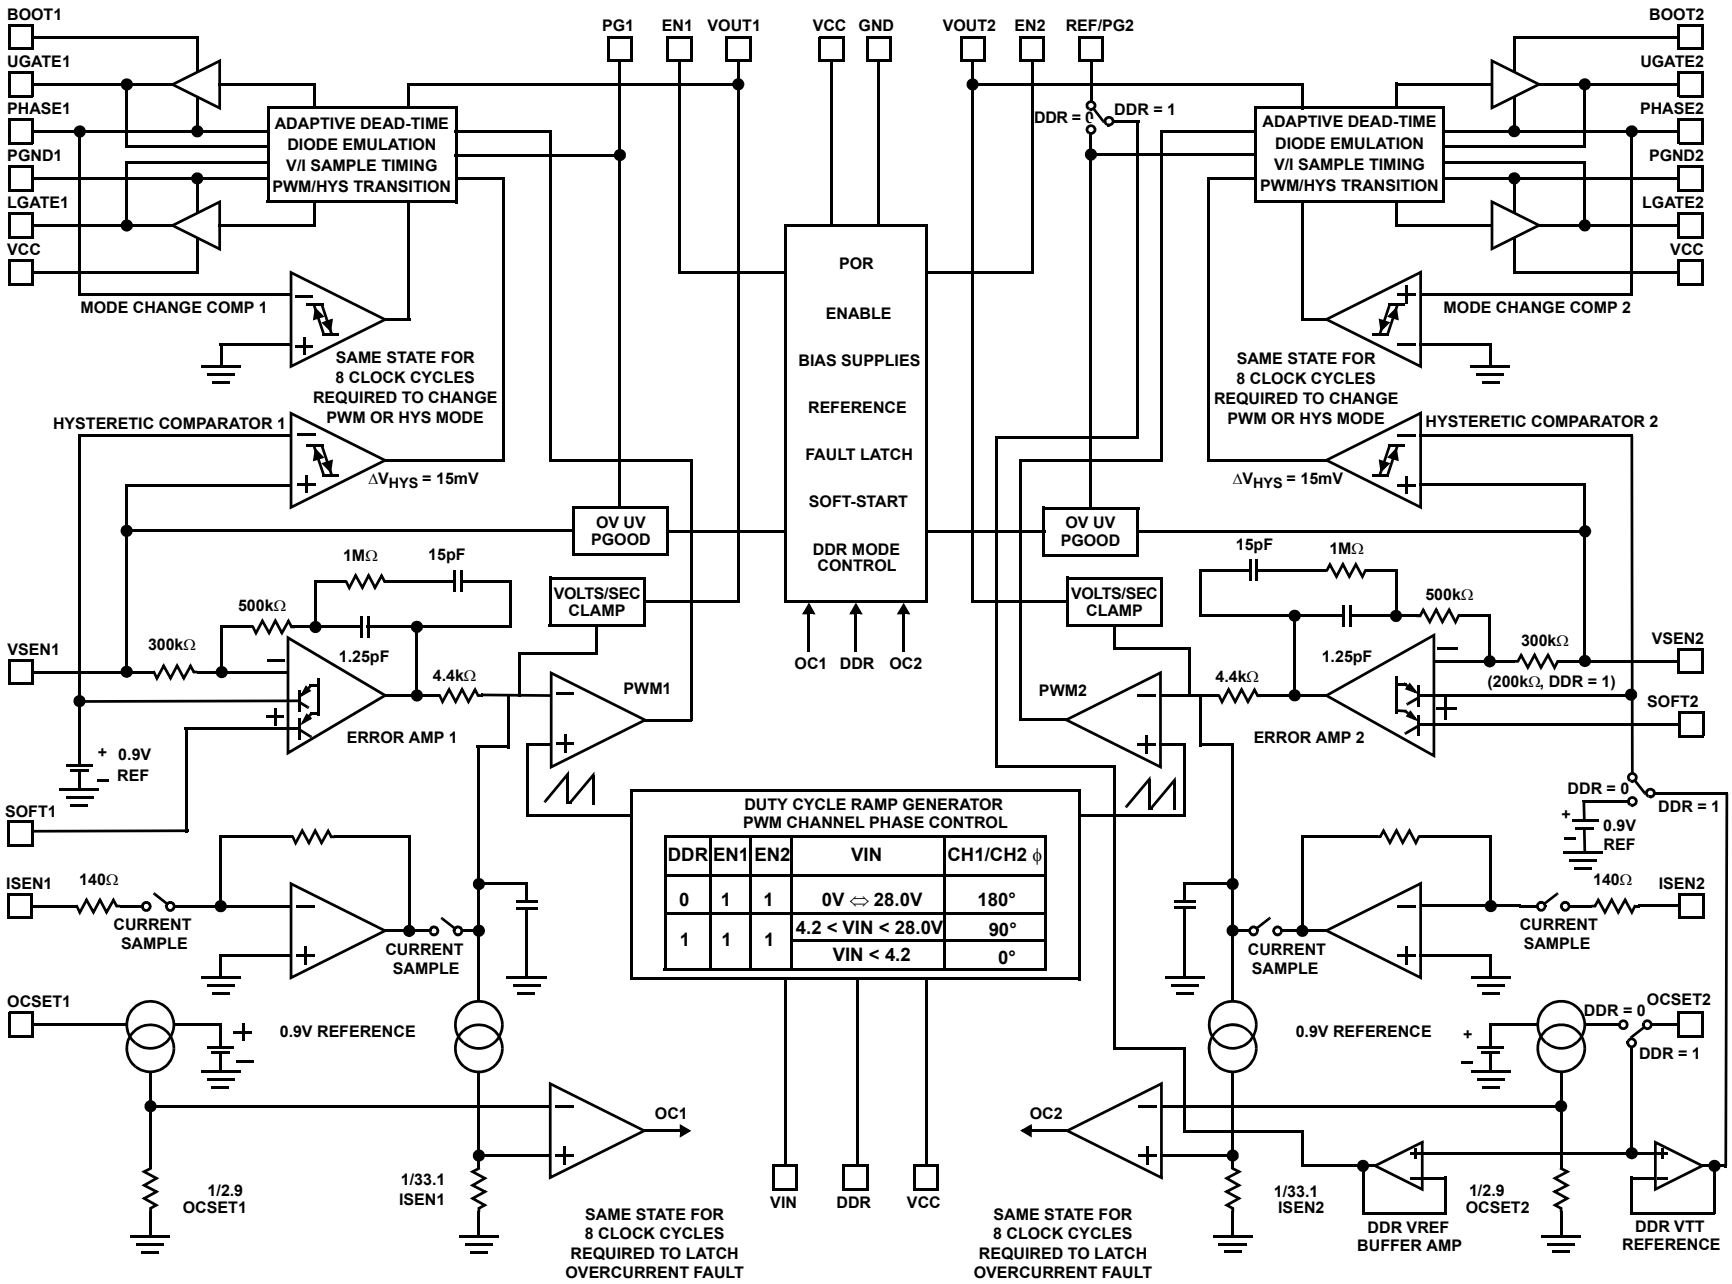 BOOT1
UGATE1
PHASE1
PGND1
LGATE1
VCC
PG1
EN1
VOUT1
VCC
GND
VOUT2
EN2
REF/PG2
BOOT2
UGATE2
PHASE2
PGND2
LGATE2
VCC
DDR = 0
DDR = 1
ADAPTIVE DEAD-TIME
DIODE EMULATION
V/I SAMPLE TIMING
PWM/HYS TRANSITION
ADAPTIVE DEAD-TIME
DIODE EMULATION
V/I SAMPLE TIMING
PWM/HYS TRANSITION
MODE CHANGE COMP 1
−
+
SAME STATE FOR
8 CLOCK CYCLES
REQUIRED TO CHANGE
PWM OR HYS MODE
POR
ENABLE
BIAS SUPPLIES
REFERENCE
FAULT LATCH
SOFT-START
DDR MODE
CONTROL
OC1
DDR
OC2
MODE CHANGE COMP 2
+
−
SAME STATE FOR
8 CLOCK CYCLES
REQUIRED TO CHANGE
PWM OR HYS MODE
HYSTERETIC COMPARATOR 1
−
+
ΔVHYS = 15mV
HYSTERETIC COMPARATOR 2
−
+
ΔVHYS = 15mV
OV UV
PGOOD
OV UV
PGOOD
1MΩ
15pF
500kΩ
300kΩ
1.25pF
4.4kΩ
VSEN1
−
+
ERROR AMP 1
VOLTS/SEC
CLAMP
PWM1
−
+
+
0.9V
REF
−
SOFT1
VOLTS/SEC
CLAMP
PWM2
−
+
15pF
1MΩ
500kΩ
300kΩ
1.25pF
4.4kΩ
(200kΩ, DDR = 1)
VSEN2
−
+
ERROR AMP 2
SOFT2
DDR = 0
DDR = 1
+
0.9V
REF
−
DUTY CYCLE RAMP GENERATOR
PWM CHANNEL PHASE CONTROL
DDR EN1 EN2 VIN CH1/CH2 ϕ
0 1 1 0V ⇔ 28.0V 180°
1 1 1 4.2 < VIN < 28.0V 90°
VIN < 4.2 0°
VIN
DDR
VCC
ISEN1
140Ω
CURRENT
SAMPLE
−
+
CURRENT
SAMPLE
OCSET1
+
−
0.9V REFERENCE
1/2.9
OCSET1
1/33.1
ISEN1
−
+
OC1
SAME STATE FOR
8 CLOCK CYCLES
REQUIRED TO LATCH
OVERCURRENT FAULT
ISEN2
140Ω
CURRENT
SAMPLE
−
+
CURRENT
SAMPLE
OCSET2
DDR = 0
DDR = 1
+
−
0.9V REFERENCE
OC2
−
+
SAME STATE FOR
8 CLOCK CYCLES
REQUIRED TO LATCH
OVERCURRENT FAULT
1/33.1
ISEN2
+
−
DDR VREF
BUFFER AMP
1/2.9
OCSET2
+
−
DDR VTT
REFERENCE